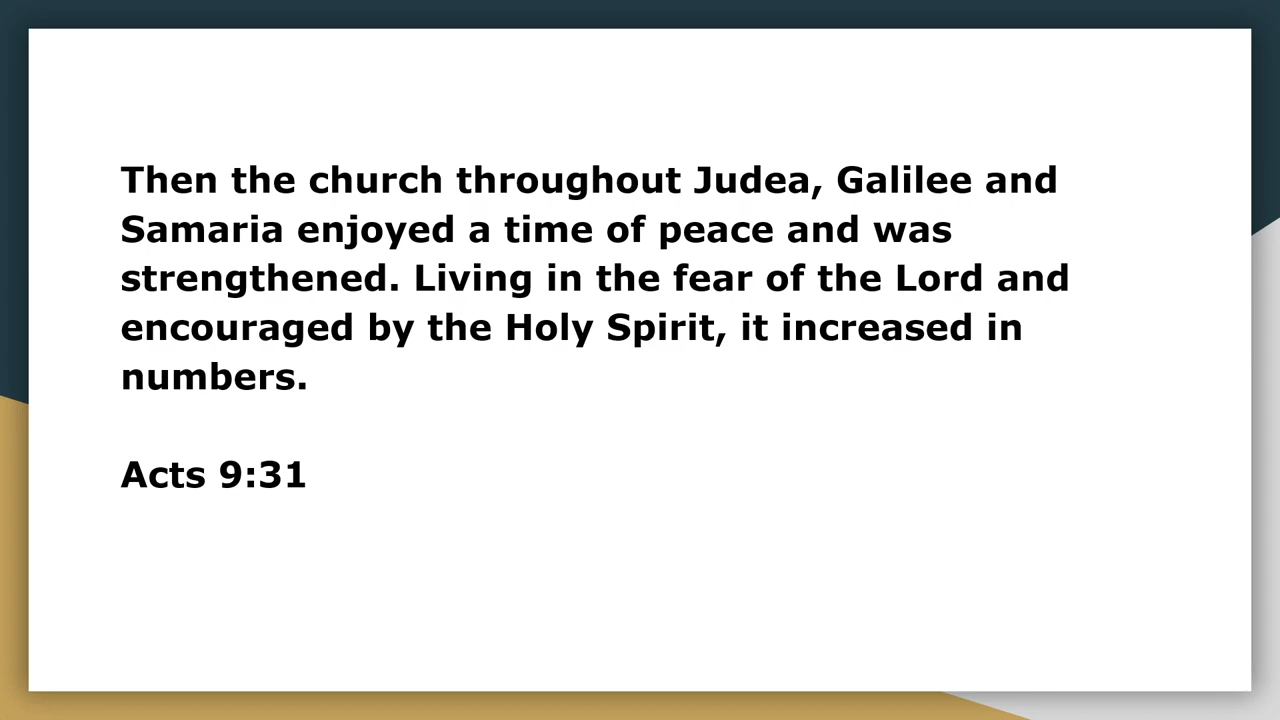 Then the church throughout Judea, Galilee and
Samaria enjoyed a time of peace and was
strengthened. Living in the fear of the Lord and
encouraged by the Holy Spirit, it increased in
numbers.
Acts 9:31